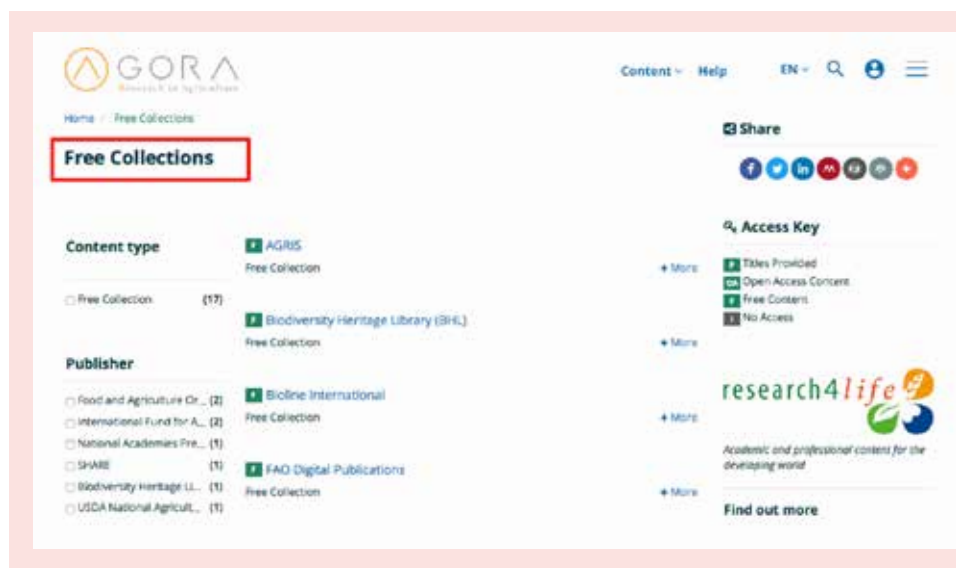 AGORA
Research in Agriculture
Content Help EN
Home / Free Collections
Free Collections
Content type
Free Collection (17)
Publisher
Food and Agriculture Or... (2)
International Fund for A... (2)
National Academies Pre... (1)
SHARE (1)
Biodiversity Heritage Li... (1)
USDA National Agricult... (1)
F AGRIS
Free Collection + More
F Biodiversity Heritage Library (BHL)
Free Collection + More
F Bioline International
Free Collection + More
F FAO Digital Publications
Free Collection + More
Share
Access Key
P Titles Provided
OA Open Access Content
F Free Content
No Access
research4life
Academic and professional content for the
developing world
Find out more